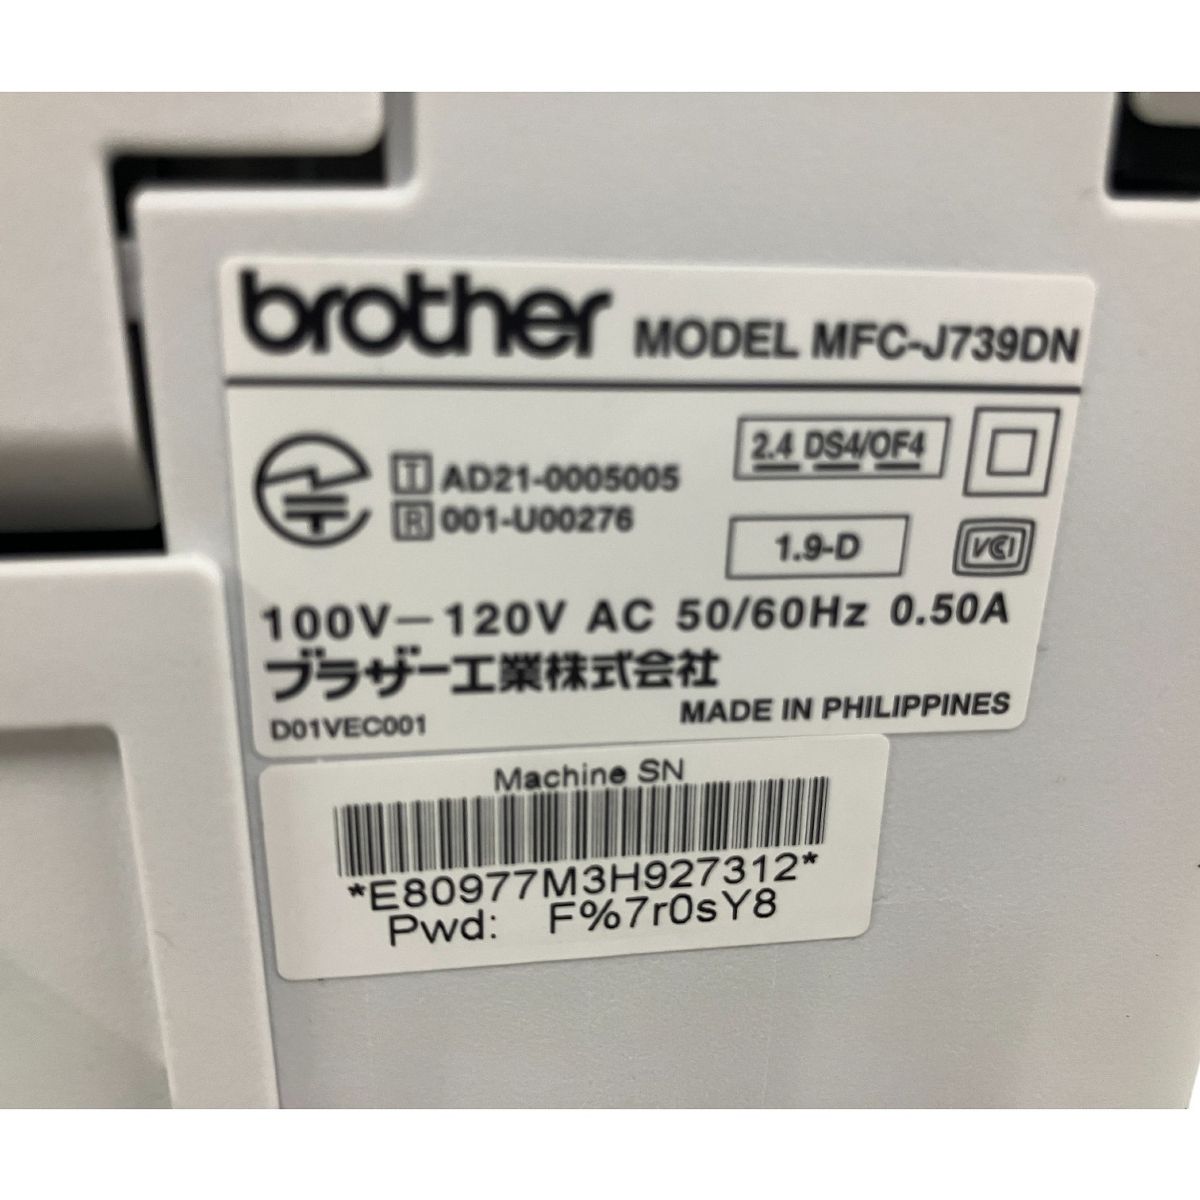 brother MODEL MFC-J739DN
T AD21-0005005
R 001-U00276
2.4 DS4/OF4
1.9-D
VCI
100V-120V AC 50/60Hz 0.50A
ブラザー工業株式会社
D01VEC001
MADE IN PHILIPPINES
Machine SN
*E80977M3H927312*
Pwd: F%7r0sY8